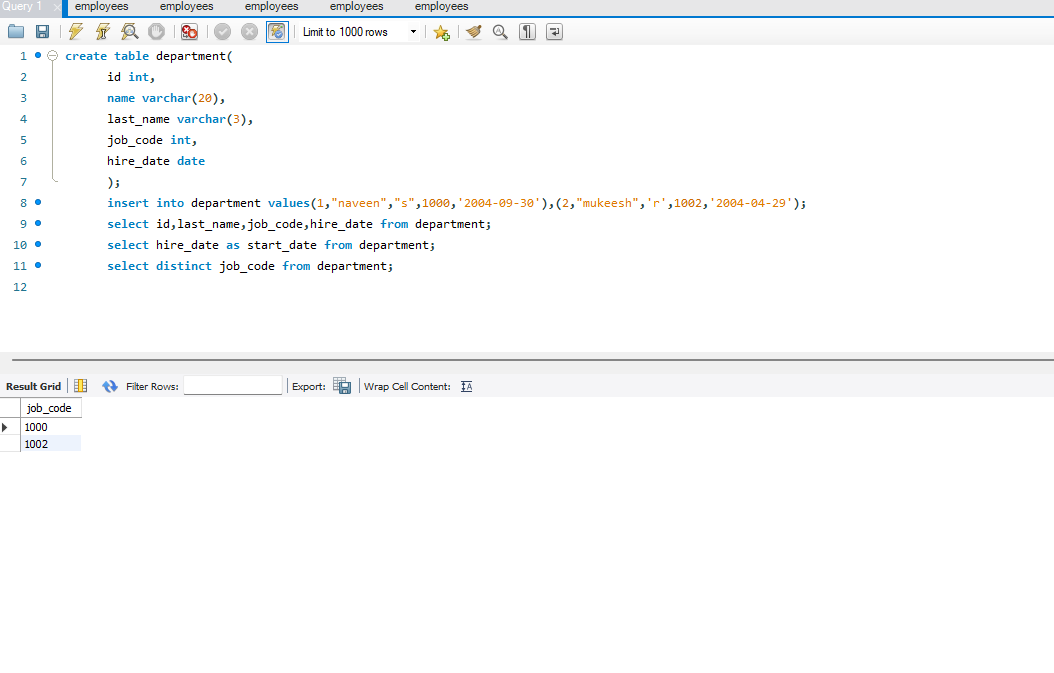 Query 1 employees employees employees employees employees
Limit to 1000 rows
1 create table department(
2 id int,
3 name varchar(20),
4 last_name varchar(3),
5 job_code int,
6 hire_date date
7 );
8 insert into department values(1,"naveen","s",1000,'2004-09-30'),(2,"mukeesh",'r',1002,'2004-04-29');
9 select id,last_name,job_code,hire_date from department;
10 select hire_date as start_date from department;
11 select distinct job_code from department;
12
Result Grid Filter Rows: Export: Wrap Cell Content: IA
job_code
1000
1002